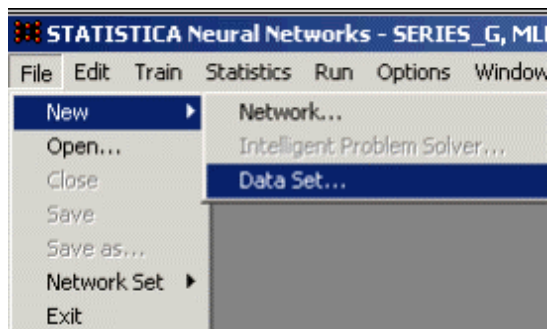 STATISTICA Neural Networks - SERIES_G, MLI
File Edit Train Statistics Run Options Window
New
Open...
Close
Save
Save as...
Network Set
Exit
Network...
Intelligent Problem Solver...
Data Set...